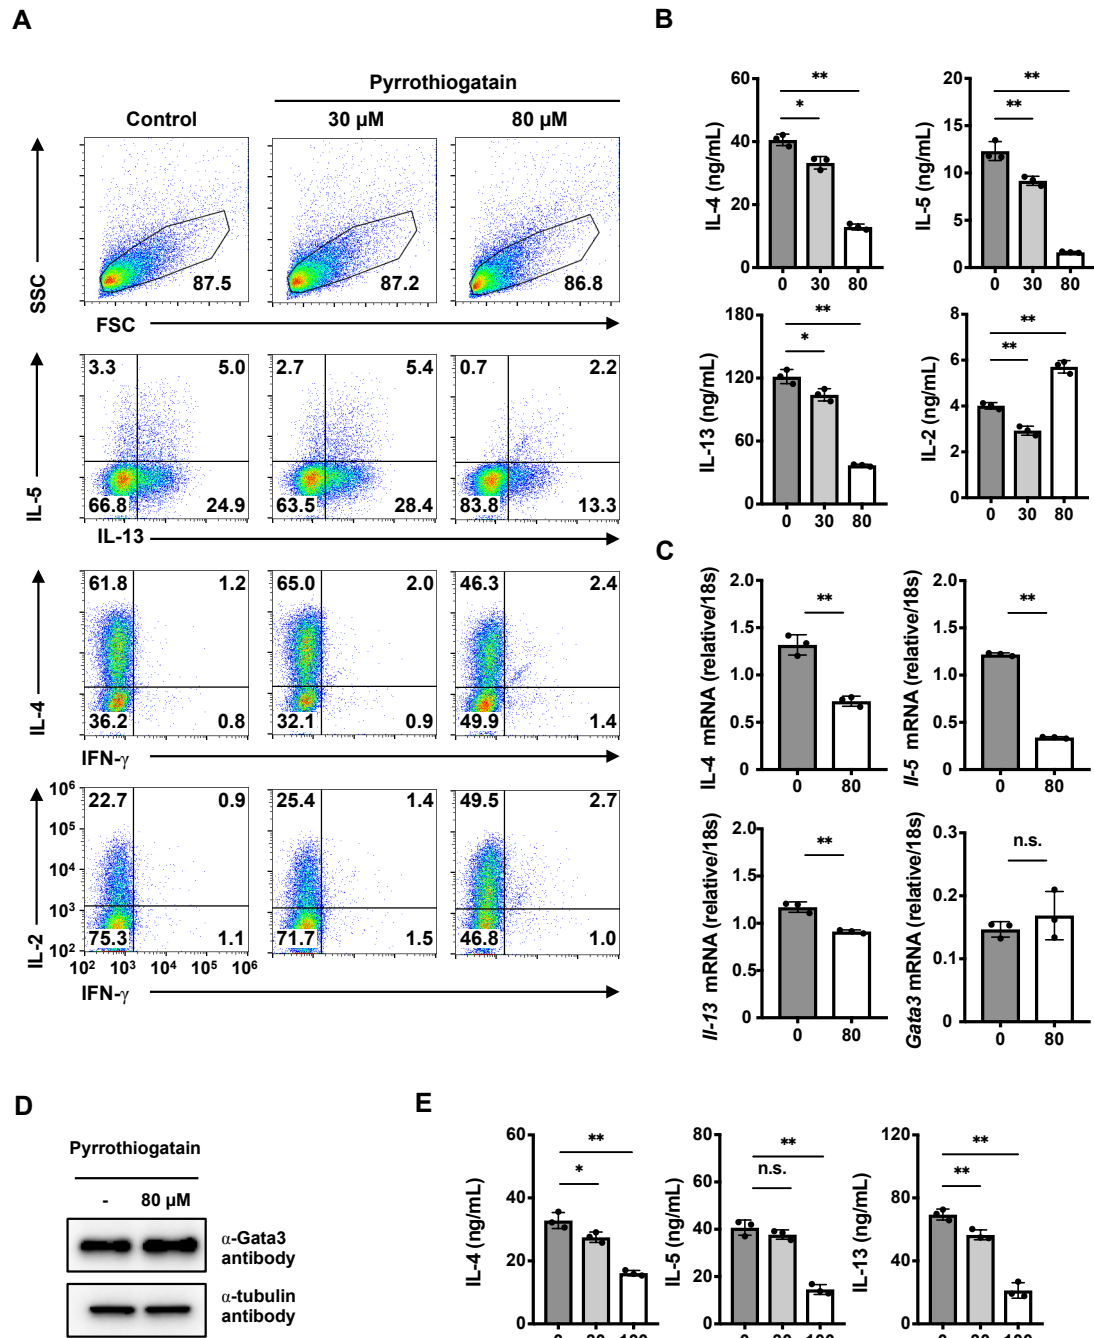 A
Pyrrothiogatain
Control
30 µM
80 µM
SSC
87.5
87.2
86.8
FSC
3.3
5.0
2.7
5.4
0.7
2.2
IL-5
66.8
24.9
63.5
28.4
83.8
13.3
IL-13
61.8
1.2
65.0
2.0
46.3
2.4
IL-4
36.2
0.8
32.1
0.9
49.9
1.4
IFN-γ
10⁶
22.7
0.9
25.4
1.4
49.5
2.7
10⁵
10⁴
10³
IL-2
10²
75.3
1.1
71.7
1.5
46.8
1.0
10² 10³ 10⁴ 10⁵ 10⁶
IFN-γ
B
IL-4 (ng/mL)
60
40
20
0
**
*
0 30 80
IL-5 (ng/mL)
20
15
10
5
0
**
**
0 30 80
IL-13 (ng/mL)
180
120
60
0
**
*
0 30 80
IL-2 (ng/mL)
8
6
4
2
0
**
**
0 30 80
C
IL-4 mRNA (relative/18s)
2.0
1.5
1.0
0.5
0
**
0 80
Il-5 mRNA (relative/18s)
2.0
1.5
1.0
0.5
0
**
0 80
Il-13 mRNA (relative/18s)
2.0
1.5
1.0
0.5
0
**
0 80
Gata3 mRNA (relative/18s)
0.3
0.2
0.1
0
n.s.
0 80
D
Pyrrothiogatain
- 80 µM
α-Gata3
antibody
α-tubulin
antibody
E
IL-4 (ng/mL)
60
40
20
0
**
*
IL-5 (ng/mL)
80
60
40
20
0
**
n.s.
IL-13 (ng/mL)
120
80
40
0
**
**